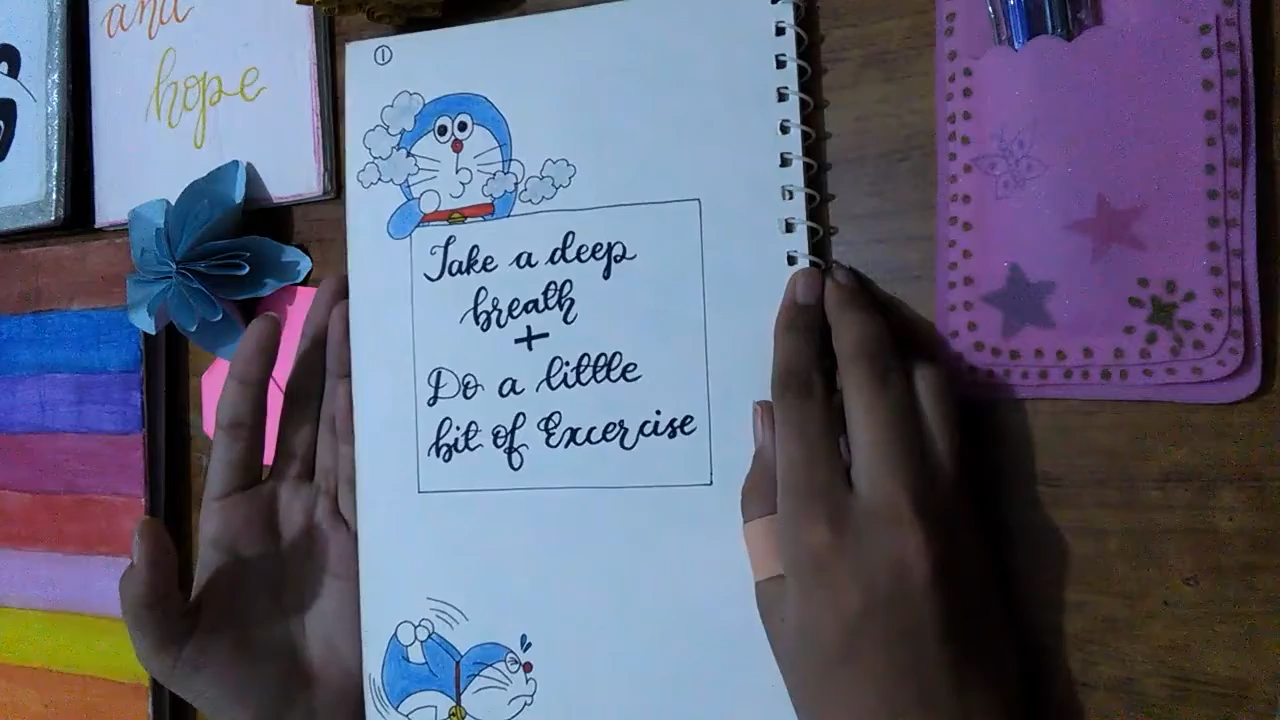 and
hope
①
Take a deep
breath
+
Do a little
bit of Excercise